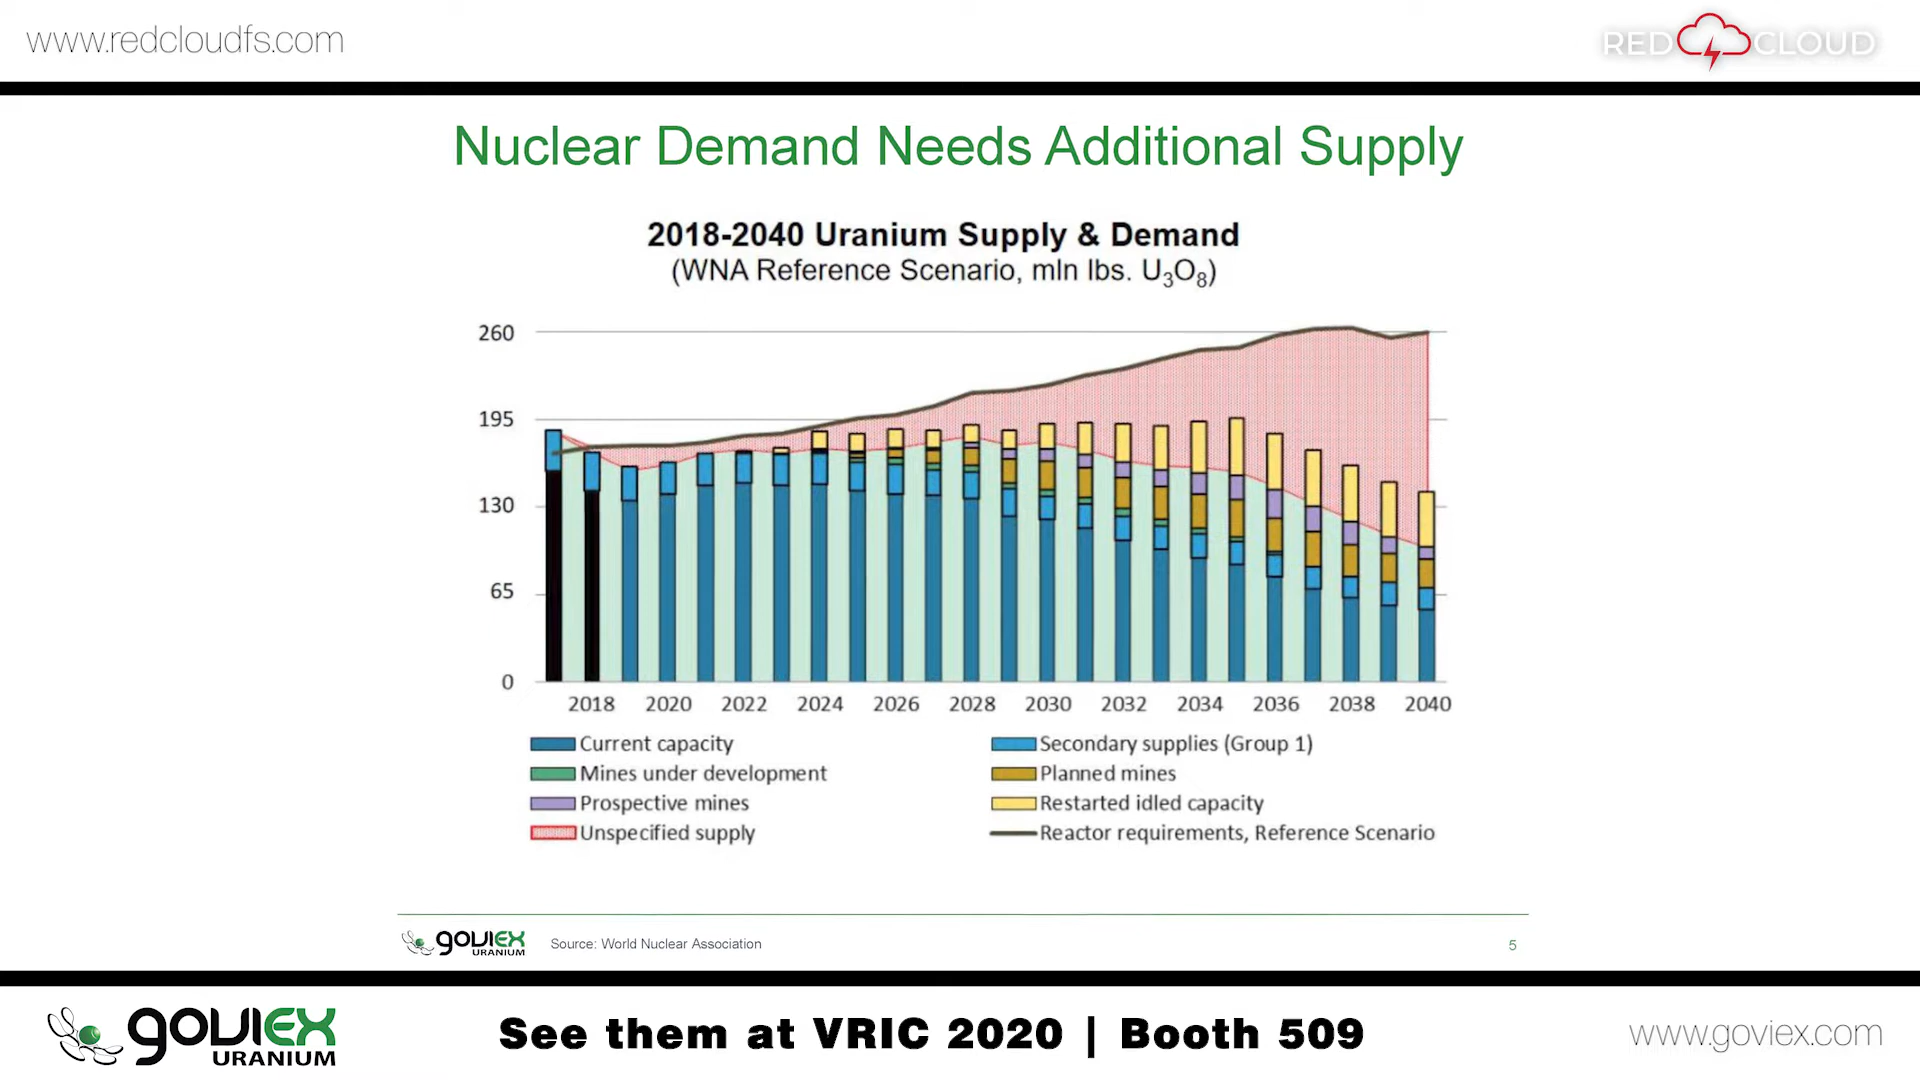 www.redcloudfs.com
RED CLOUD
Nuclear Demand Needs Additional Supply
2018-2040 Uranium Supply & Demand
(WNA Reference Scenario, mln lbs. U₃O₈)
260
195
130
65
0
2018 2020 2022 2024 2026 2028 2030 2032 2034 2036 2038 2040
Current capacity
Secondary supplies (Group 1)
Mines under development
Planned mines
Prospective mines
Restarted idled capacity
Unspecified supply
Reactor requirements, Reference Scenario
goviex
URANIUM
Source: World Nuclear Association
5
goviex
URANIUM
See them at VRIC 2020 | Booth 509
www.goviex.com